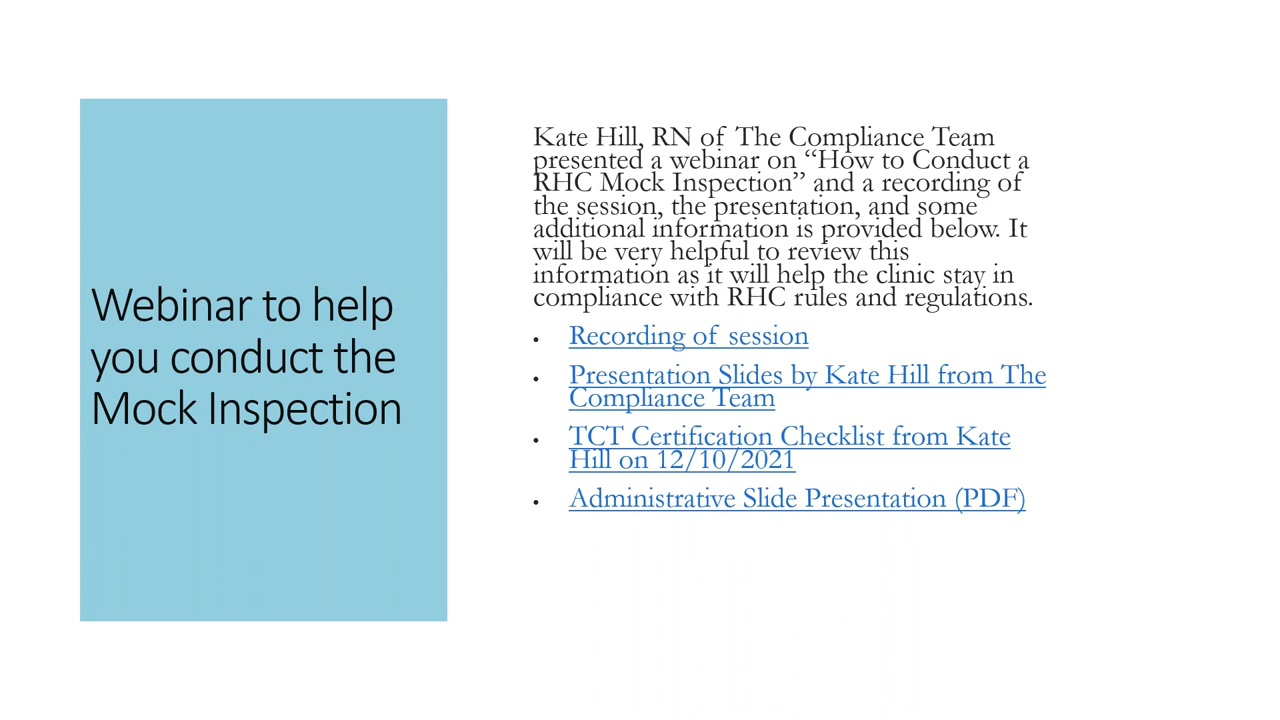 Webinar to help
you conduct the
Mock Inspection
Kate Hill, RN of The Compliance Team
presented a webinar on “How to Conduct a
RHC Mock Inspection” and a recording of
the session, the presentation, and some
additional information is provided below. It
will be very helpful to review this
information as it will help the clinic stay in
compliance with RHC rules and regulations.
• Recording of session
• Presentation Slides by Kate Hill from The
Compliance Team
• TCT Certification Checklist from Kate
Hill on 12/10/2021
• Administrative Slide Presentation (PDF)